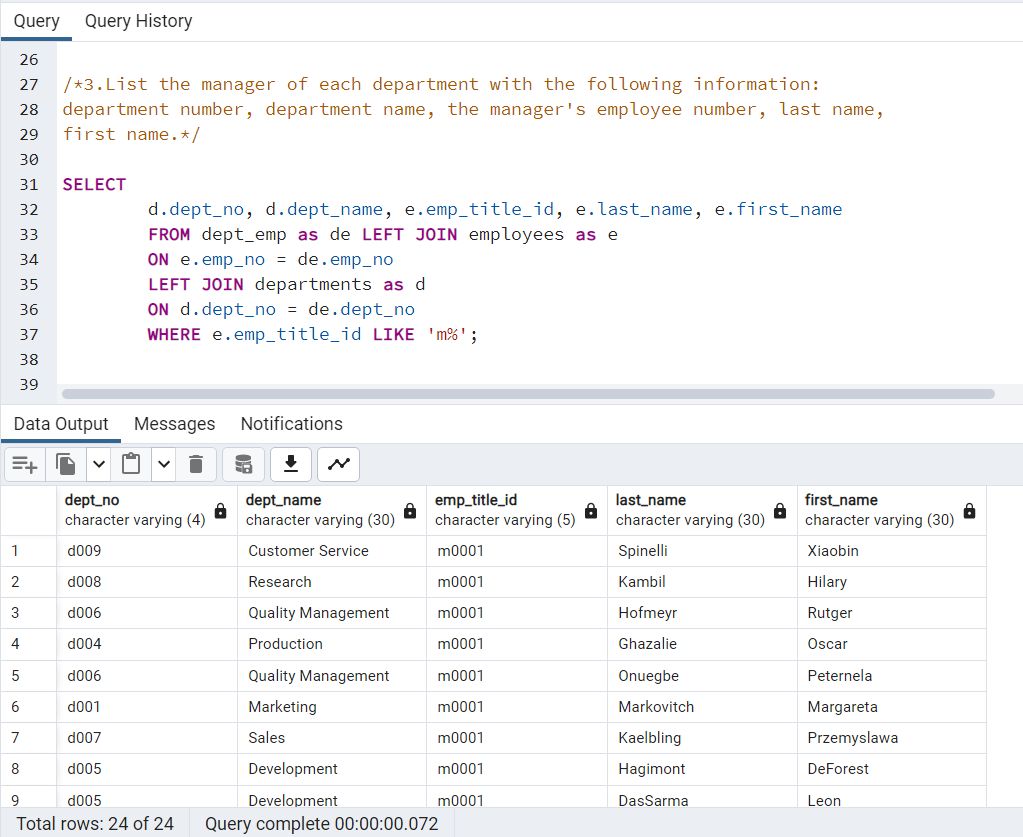 Query Query History
26
27 /*3.List the manager of each department with the following information:
28 department number, department name, the manager's employee number, last name,
29 first name.*/
30
31 SELECT
32 d.dept_no, d.dept_name, e.emp_title_id, e.last_name, e.first_name
33 FROM dept_emp as de LEFT JOIN employees as e
34 ON e.emp_no = de.emp_no
35 LEFT JOIN departments as d
36 ON d.dept_no = de.dept_no
37 WHERE e.emp_title_id LIKE 'm%';
38
39
Data Output Messages Notifications
dept_no dept_name emp_title_id last_name first_name
character varying (4) character varying (30) character varying (5) character varying (30) character varying (30)
1 d009 Customer Service m0001 Spinelli Xiaobin
2 d008 Research m0001 Kambil Hilary
3 d006 Quality Management m0001 Hofmeyr Rutger
4 d004 Production m0001 Ghazalie Oscar
5 d006 Quality Management m0001 Onuegbe Peternela
6 d001 Marketing m0001 Markovitch Margareta
7 d007 Sales m0001 Kaelbling Przemyslawa
8 d005 Development m0001 Hagimont DeForest
9 d005 Development m0001 DasSarma Leon
Total rows: 24 of 24 Query complete 00:00:00.072